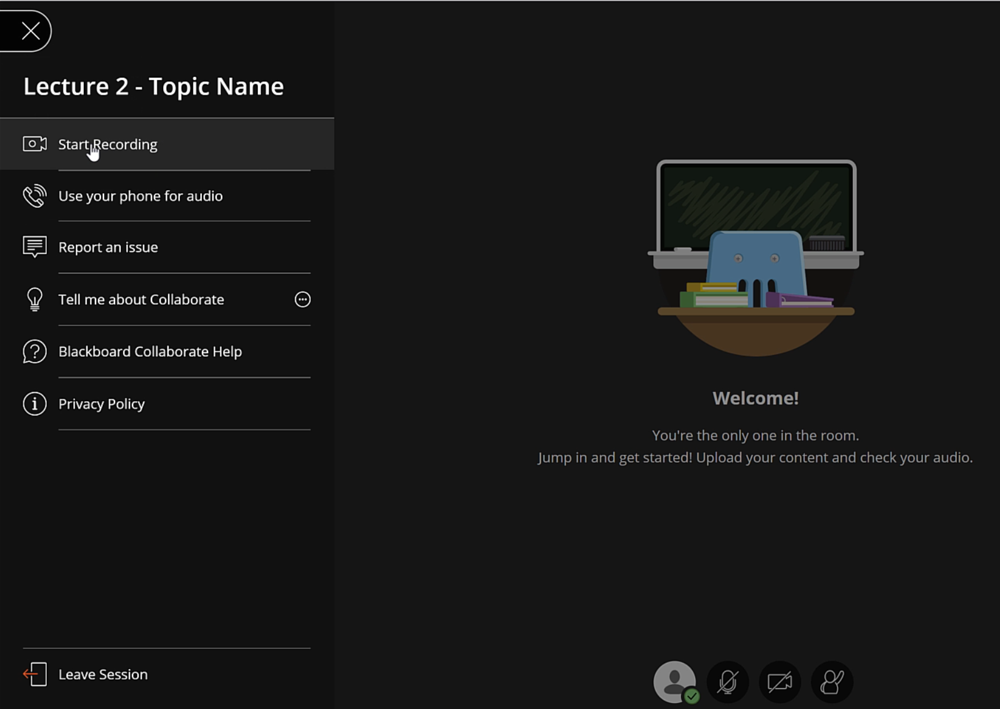 Lecture 2 - Topic Name
Start Recording
Use your phone for audio
Report an issue
Tell me about Collaborate
Blackboard Collaborate Help
Privacy Policy
Leave Session
Welcome!
You're the only one in the room.
Jump in and get started! Upload your content and check your audio.